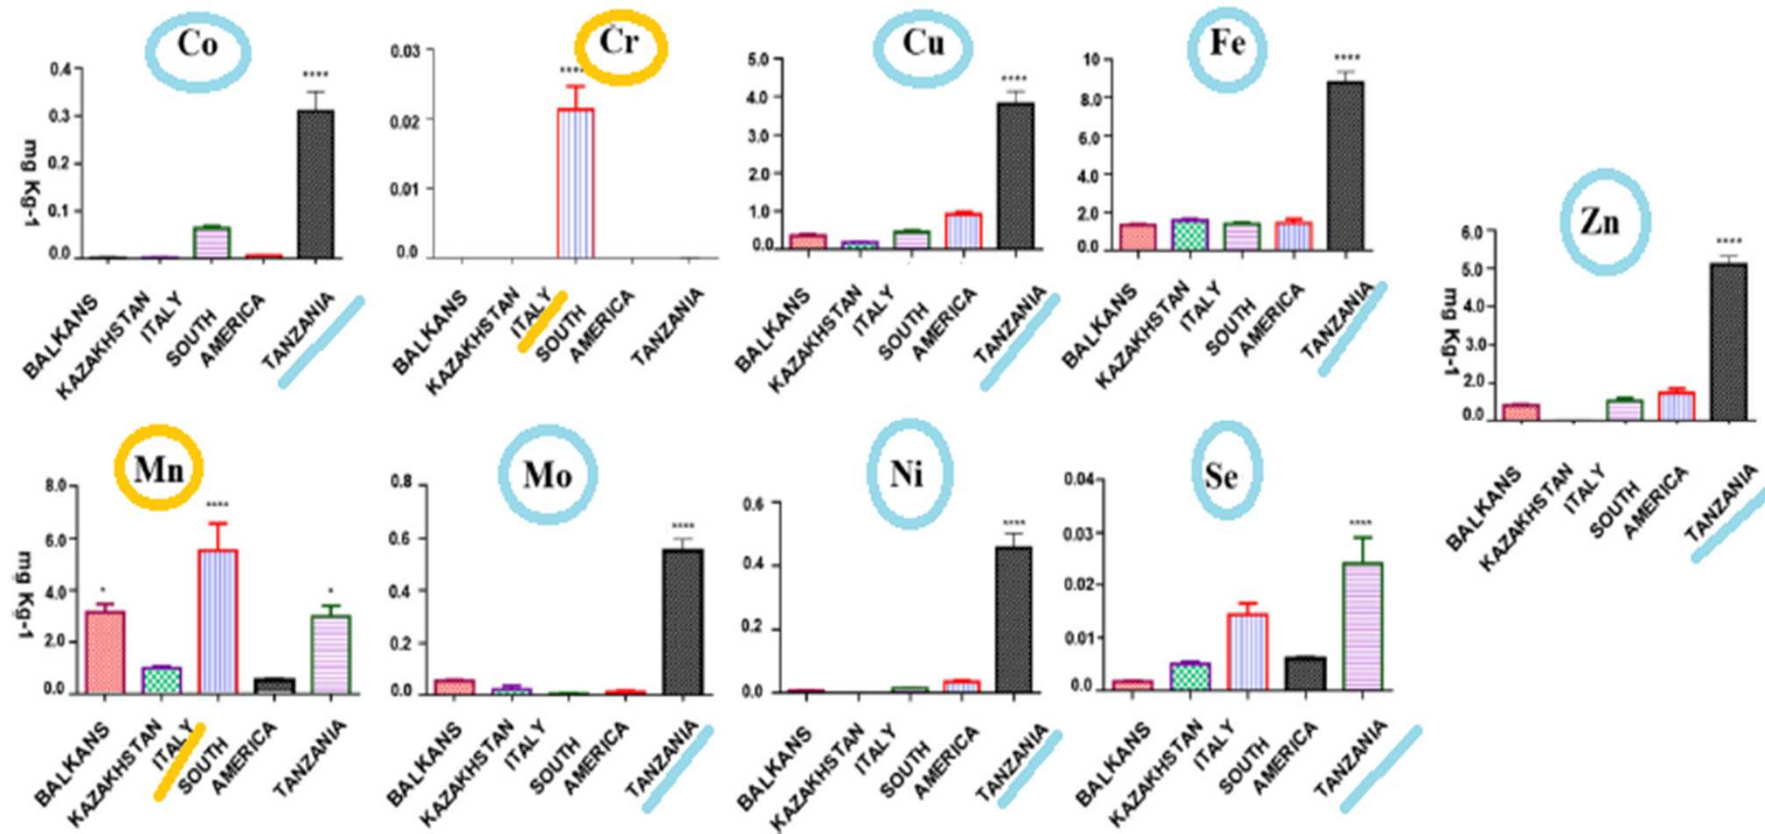 Co
****
0.4
0.3
0.2
0.1
0.0
mg Kg-1
BALKANS
KAZAKHSTAN
ITALY
SOUTH
AMERICA
TANZANIA
Cr
****
0.03
0.02
0.01
0.0
BALKANS
KAZAKHSTAN
ITALY
SOUTH
AMERICA
TANZANIA
Cu
****
5.0
4.0
3.0
2.0
1.0
0.0
BALKANS
KAZAKHSTAN
ITALY
SOUTH
AMERICA
TANZANIA
Fe
****
10
8.0
6.0
4.0
2.0
0.0
BALKANS
KAZAKHSTAN
ITALY
SOUTH
AMERICA
TANZANIA
Zn
****
6.0
5.0
4.0
3.0
2.0
0.0
mg Kg-1
BALKANS
KAZAKHSTAN
ITALY
SOUTH
AMERICA
TANZANIA
Mn
****
*
*
8.0
6.0
4.0
2.0
0.0
mg Kg-1
BALKANS
KAZAKHSTAN
ITALY
SOUTH
AMERICA
TANZANIA
Mo
****
0.8
0.6
0.4
0.2
0.0
BALKANS
KAZAKHSTAN
ITALY
SOUTH
AMERICA
TANZANIA
Ni
****
0.6
0.4
0.2
0.0
BALKANS
KAZAKHSTAN
ITALY
SOUTH
AMERICA
TANZANIA
Se
****
0.04
0.03
0.02
0.01
0.0
BALKANS
KAZAKHSTAN
ITALY
SOUTH
AMERICA
TANZANIA